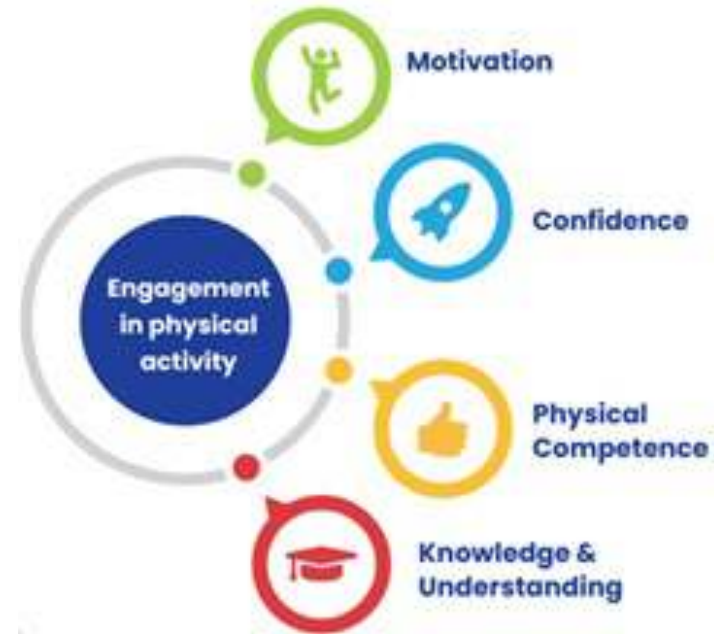 Motivation
Confidence
Engagement
in physical
activity
Physical
Competence
Knowledge &
Understanding